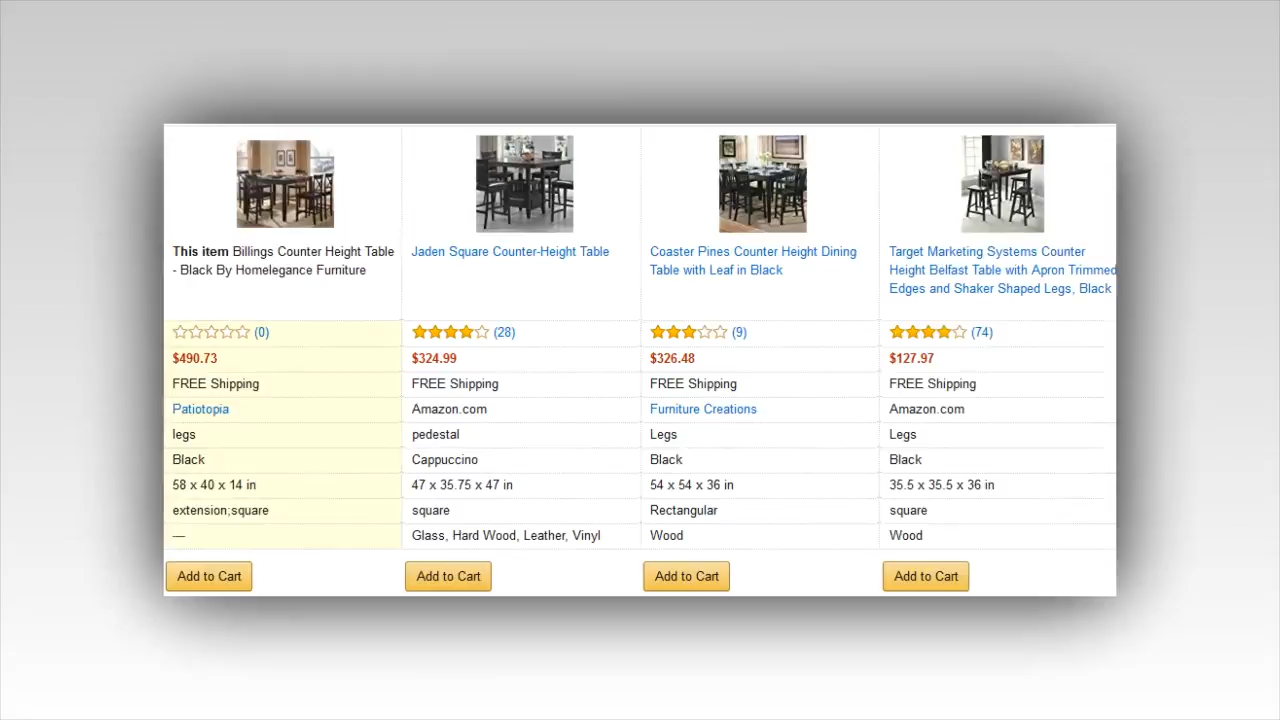 This item Billings Counter Height Table
- Black By Homelegance Furniture
Jaden Square Counter-Height Table
Coaster Pines Counter Height Dining
Table with Leaf in Black
Target Marketing Systems Counter
Height Belfast Table with Apron Trimmed
Edges and Shaker Shaped Legs, Black
(0)
(28)
(9)
(74)
$490.73
$324.99
$326.48
$127.97
FREE Shipping
FREE Shipping
FREE Shipping
FREE Shipping
Patiotopia
Amazon.com
Furniture Creations
Amazon.com
legs
pedestal
Legs
Legs
Black
Cappuccino
Black
Black
58 x 40 x 14 in
47 x 35.75 x 47 in
54 x 54 x 36 in
35.5 x 35.5 x 36 in
extension;square
square
Rectangular
square
—
Glass, Hard Wood, Leather, Vinyl
Wood
Wood
Add to Cart
Add to Cart
Add to Cart
Add to Cart